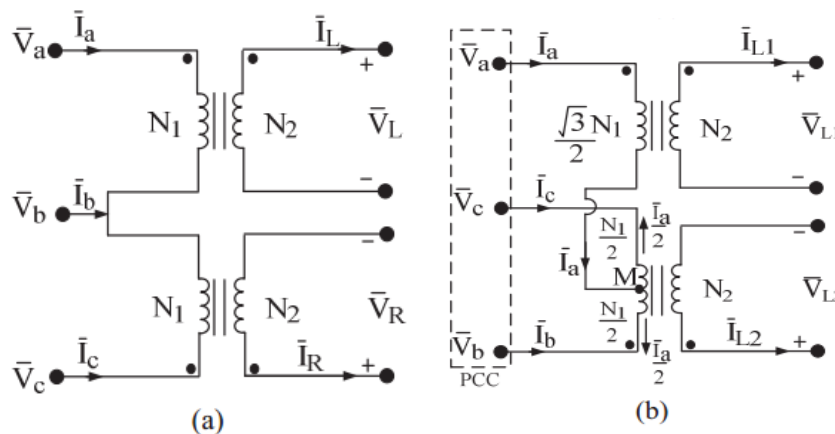 V̄a
Īa
ĪL
+
N1
N2
V̄L
−
V̄b
Īb
−
N1
N2
V̄R
V̄c
Īc
ĪR
+
(a)
V̄a
Īa
ĪL1
+
√3/2 N1
N2
V̄L1
−
V̄c
Īc
N1/2
Īa/2
−
Īa
M
N2
N1/2
V̄b
Īb
Īa/2
ĪL2
+
PCC
(b)